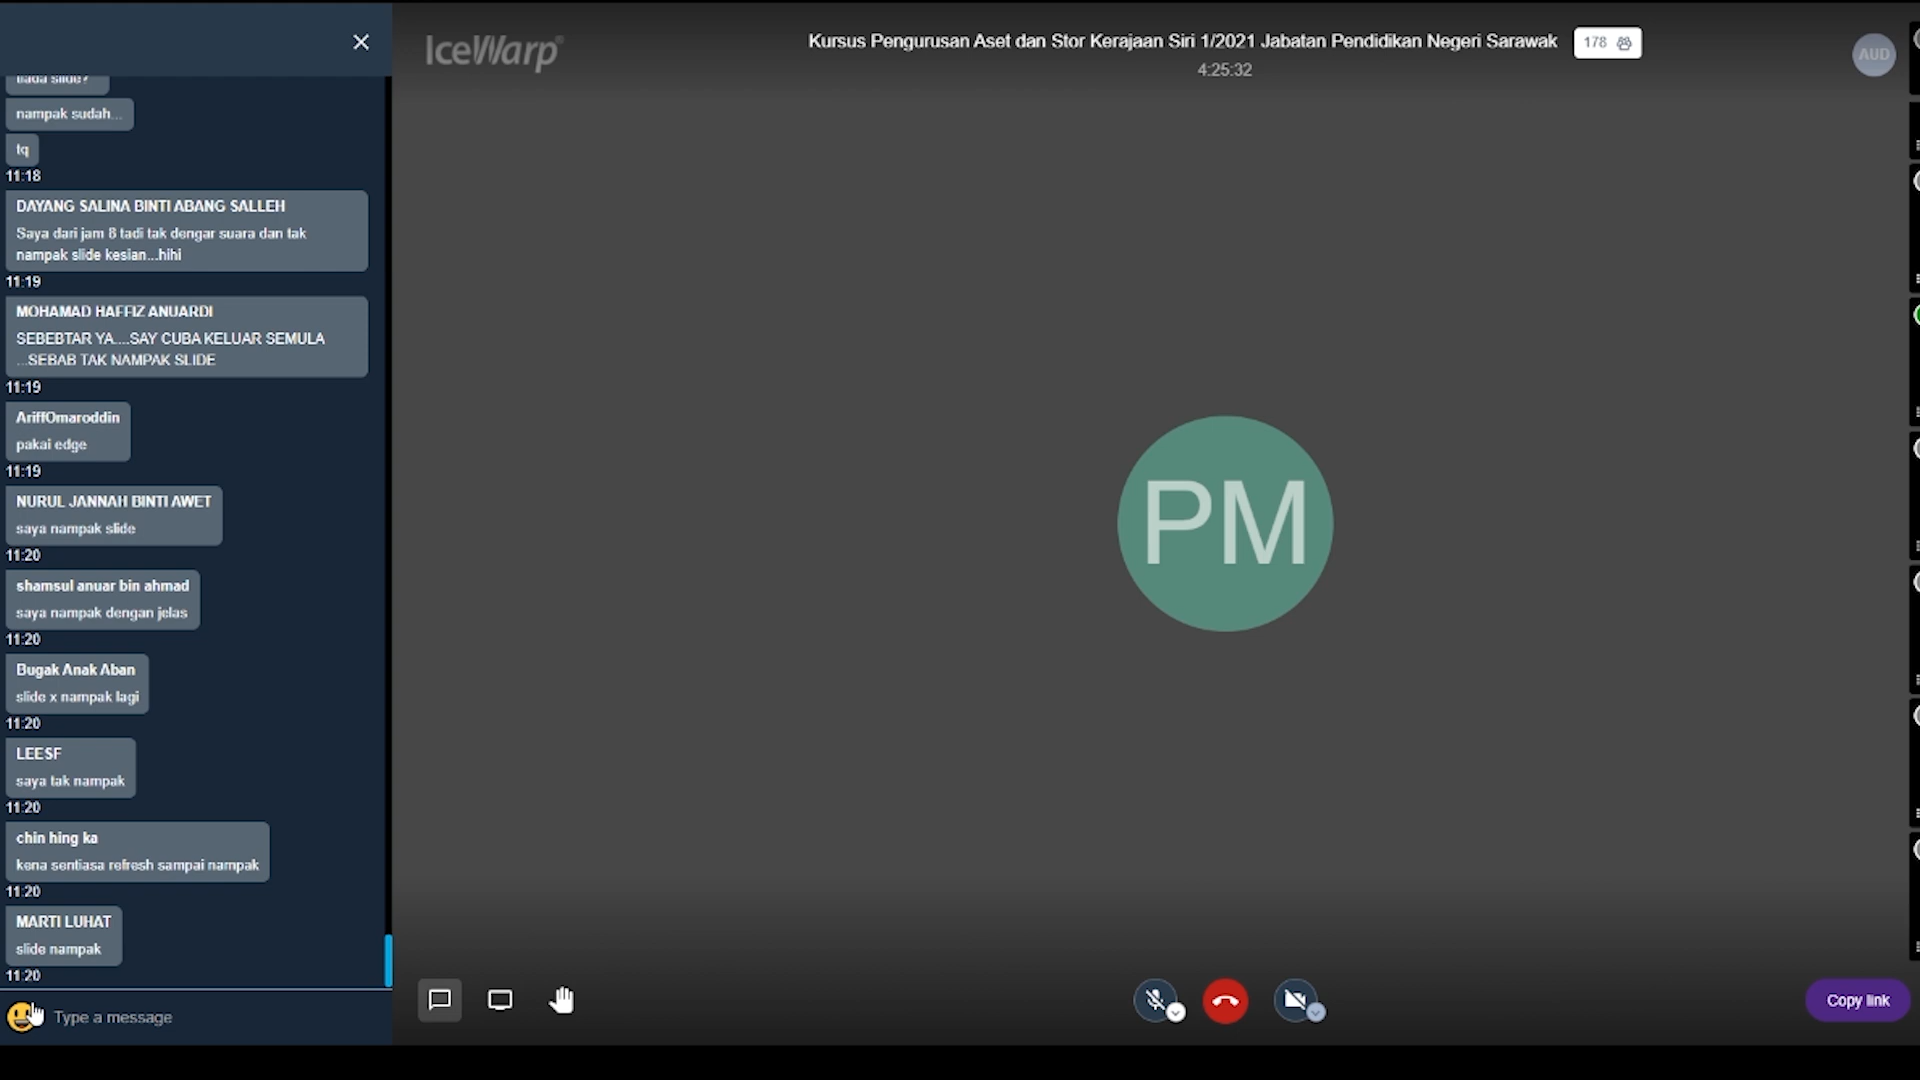 IceWarp
Kursus Pengurusan Aset dan Stor Kerajaan Siri 1/2021 Jabatan Pendidikan Negeri Sarawak
178
4:25:32
AUD
tiada slide?
nampak sudah...
tq
11:18
DAYANG SALINA BINTI ABANG SALLEH
Saya dari jam 8 tadi tak dengar suara dan tak
nampak slide kesian...hihi
11:19
MOHAMAD HAFFIZ ANUARDI
SEBEBTAR YA....SAY CUBA KELUAR SEMULA
...SEBAB TAK NAMPAK SLIDE
11:19
AriffOmaroddin
pakai edge
11:19
NURUL JANNAH BINTI AWET
saya nampak slide
11:20
shamsul anuar bin ahmad
saya nampak dengan jelas
11:20
Bugak Anak Aban
slide x nampak lagi
11:20
LEESF
saya tak nampak
11:20
chin hing ka
kena sentiasa refresh sampai nampak
11:20
MARTI LUHAT
slide nampak
11:20
Type a message
PM
Copy link